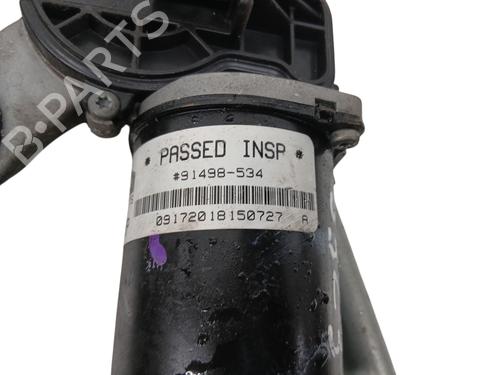 * PASSED INSP *
#91498-534
09172018150727 A
B-PARTS